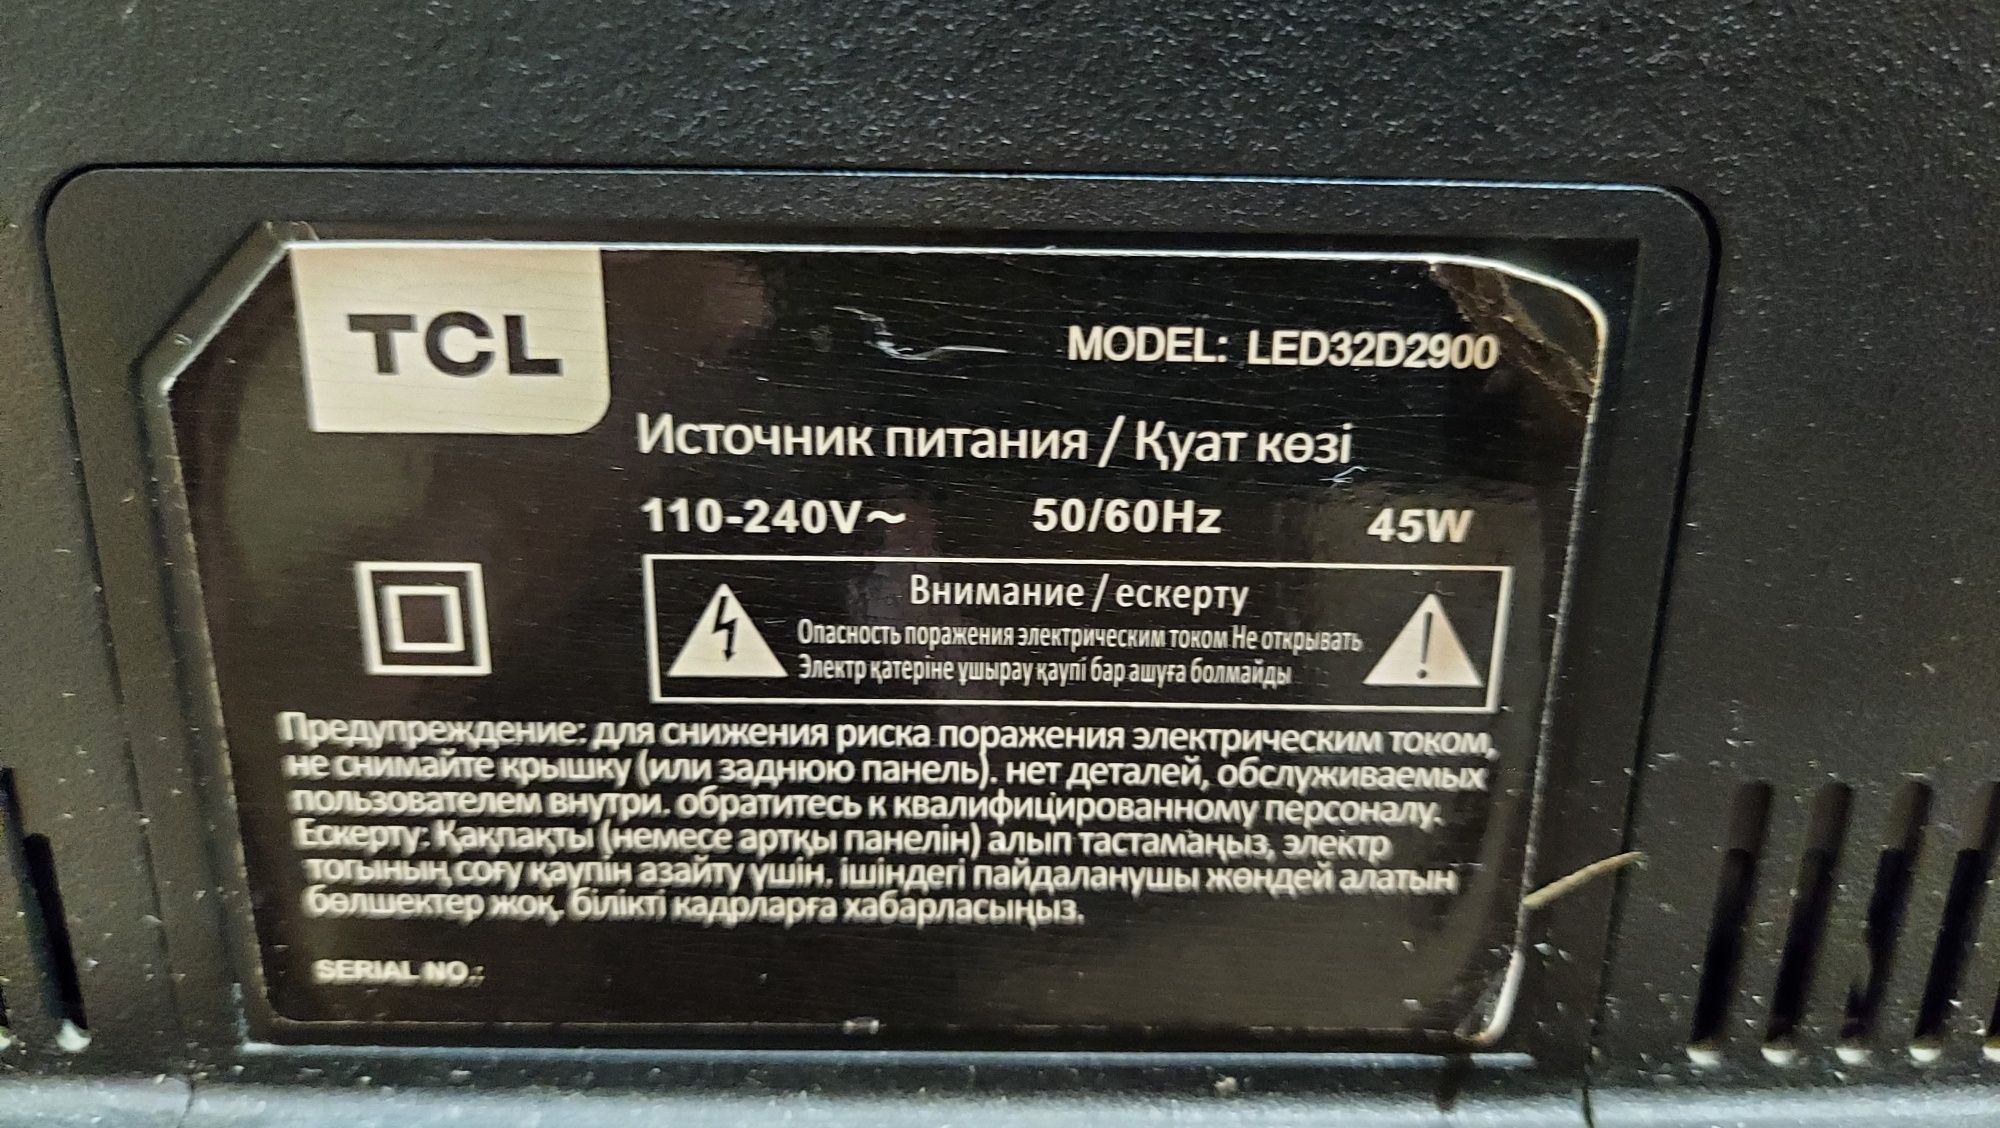 TCL
MODEL: LED32D2900
Источник питания / Қуат көзі
110-240V~ 50/60Hz 45W
Внимание / ескерту
Опасность поражения электрическим током Не открывать
Электр қатеріне ұшырау қаупі бар ашуға болмайды
Предупреждение: для снижения риска поражения электрическим током,
не снимайте крышку (или заднюю панель). нет деталей, обслуживаемых
пользователем внутри. обратитесь к квалифицированному персоналу.
Ескерту: Қақпақты (немесе артқы панелін) алып тастамаңыз, электр
тогының соғу қаупін азайту үшін. ішіндегі пайдаланушы жөндей алатын
бөлшектер жоқ. білікті кадрларға хабарласыңыз.
SERIAL NO.: